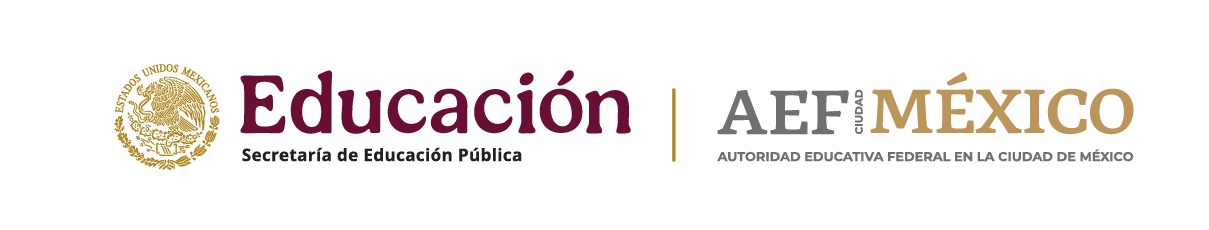 ESTADOS UNIDOS MEXICANOS
Educación
Secretaría de Educación Pública
AEF CIUDAD MÉXICO
AUTORIDAD EDUCATIVA FEDERAL EN LA CIUDAD DE MÉXICO